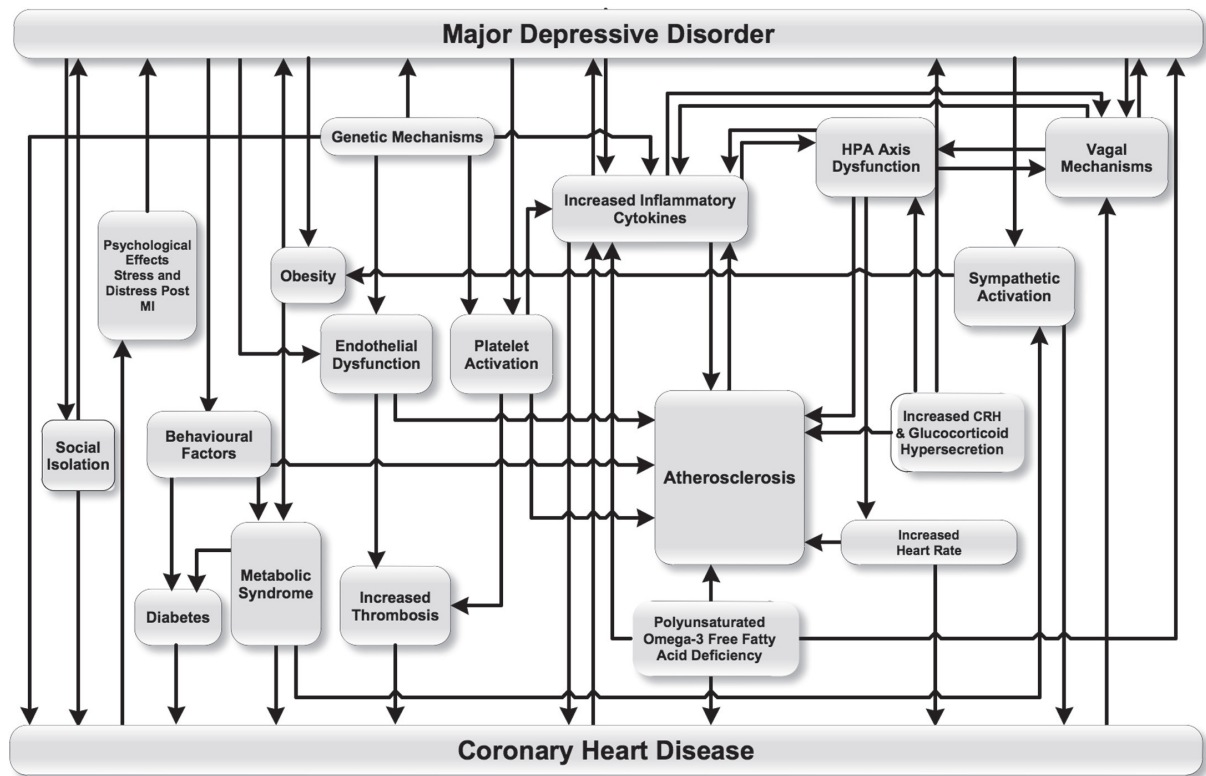 Major Depressive Disorder
Genetic Mechanisms
HPA Axis
Dysfunction
Vagal
Mechanisms
Increased Inflammatory
Cytokines
Psychological
Effects
Stress and
Distress Post
MI
Obesity
Sympathetic
Activation
Endothelial
Dysfunction
Platelet
Activation
Social
Isolation
Behavioural
Factors
Atherosclerosis
Increased CRH
& Glucocorticoid
Hypersecretion
Increased
Heart Rate
Metabolic
Syndrome
Diabetes
Increased
Thrombosis
Polyunsaturated
Omega-3 Free Fatty
Acid Deficiency
Coronary Heart Disease